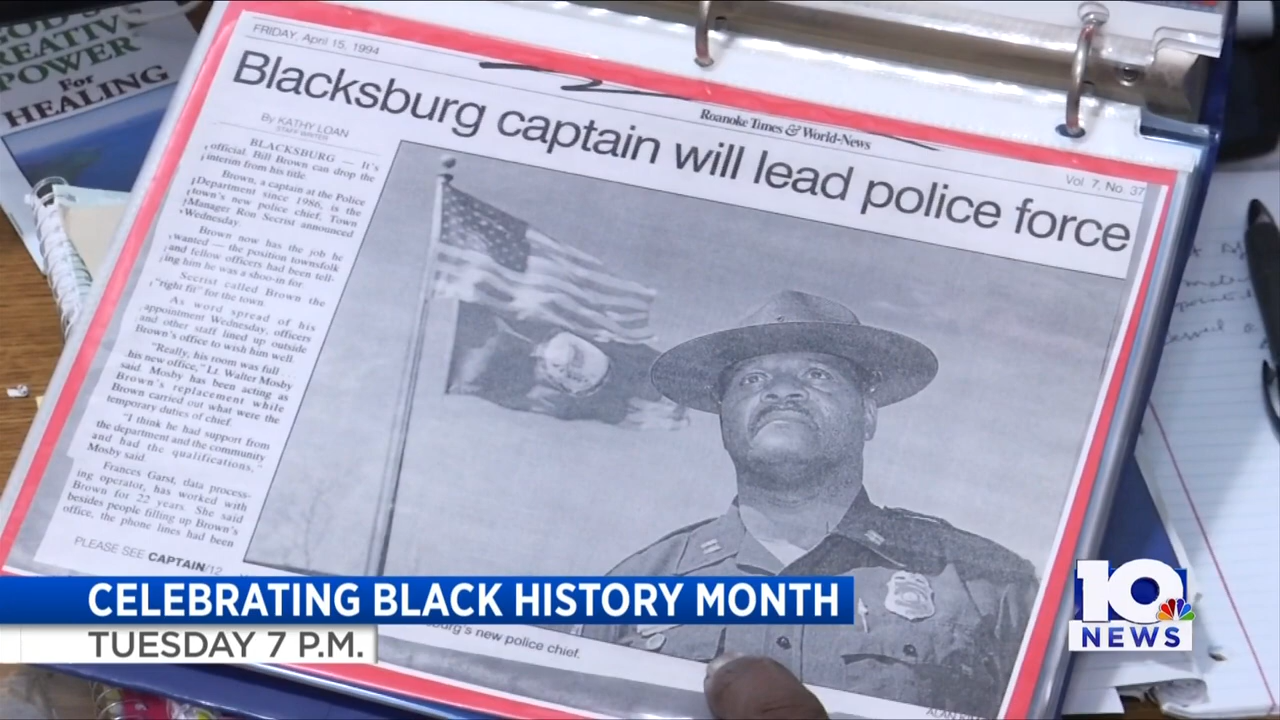 GOD'S
CREATIVE
POWER
For
HEALING
FRIDAY, April 15, 1994
Roanoke Times & World-News
Vol. 7, No. 37
Blacksburg captain will lead police force
By KATHY LOAN
STAFF WRITER
BLACKSBURG — It's
official. Bill Brown can drop the
interim from his title.
Brown, a captain at the Police
Department since 1986, is the
town's new police chief, Town
Manager Ron Secrist announced
Wednesday.
Brown now has the job he
wanted — the position townsfolk
and fellow officers had been tell-
ing him he was a shoo-in for.
Secrist called Brown the
"right fit" for the town.
As word spread of his
appointment Wednesday, officers
and other staff lined up outside
Brown's office to wish him well.
"Really, his room was full . .
his new office," Lt. Walter Mosby
said. Mosby has been acting as
Brown's replacement while
Brown carried out what were the
temporary duties of chief.
"I think he had support from
the department and the community
and had the qualifications,"
Mosby said.
Frances Garst, data process-
ing operator, has worked with
Brown for 22 years. She said
besides people filling up Brown's
office, the phone lines had been
PLEASE SEE CAPTAIN/12
burg's new police chief.
CELEBRATING BLACK HISTORY MONTH
TUESDAY 7 P.M.
10
NEWS